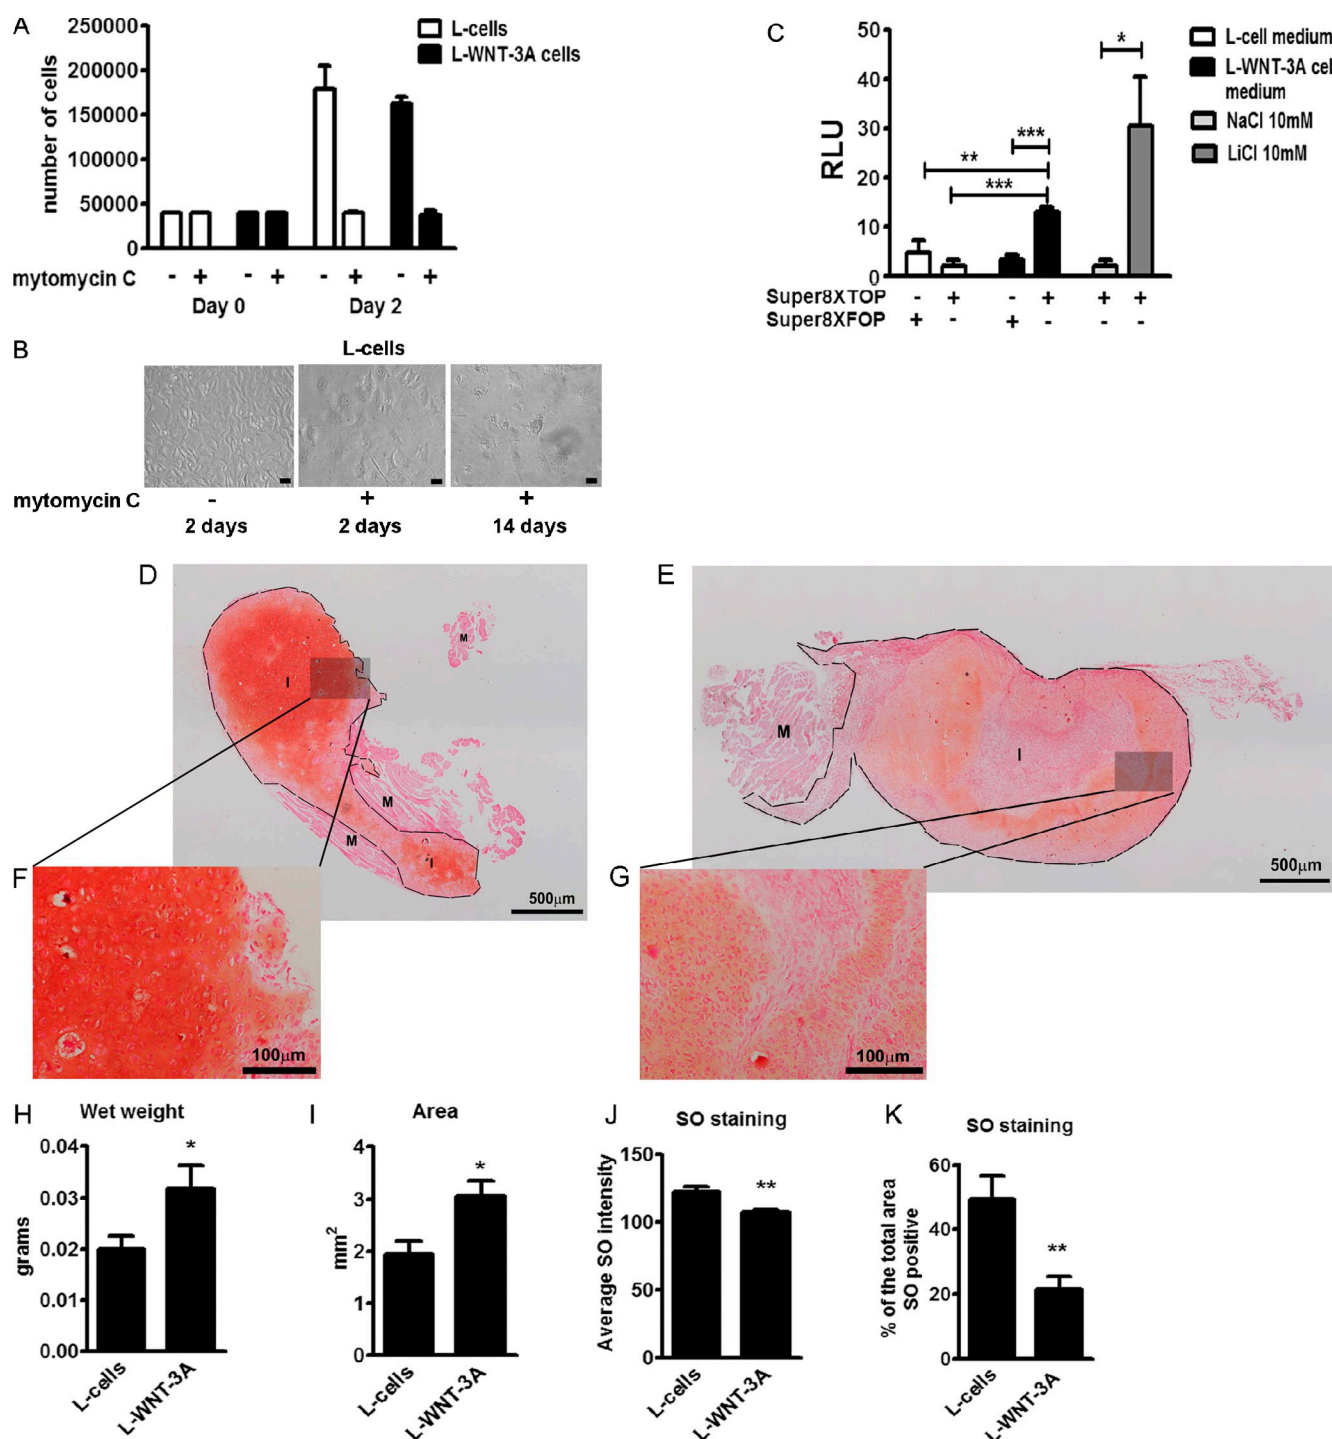 A
250000
200000
150000
100000
50000
0
number of cells
L-cells
L-WNT-3A cells
mytomycin C - + - + - + - +
Day 0 Day 2
C
50
40
30
20
10
0
RLU
** *** *** *
L-cell medium
L-WNT-3A cel
medium
NaCl 10mM
LiCl 10mM
Super8XTOP - + - + + +
Super8XFOP + - + - - -
B
L-cells
mytomycin C - + +
2 days 2 days 14 days
D
M
I
M
M
I
500µm
E
M
I
500µm
F
100µm
G
100µm
H
Wet weight
0.04
0.03
0.02
0.01
0.00
grams
*
L-cells
L-WNT-3A
I
Area
4
3
2
1
0
mm2
*
L-cells
L-WNT-3A
J
SO staining
150
100
50
0
Average SO intensity
**
L-cells
L-WNT-3A
K
SO staining
60
40
20
0
% of the total area
SO positive
**
L-cells
L-WNT-3A